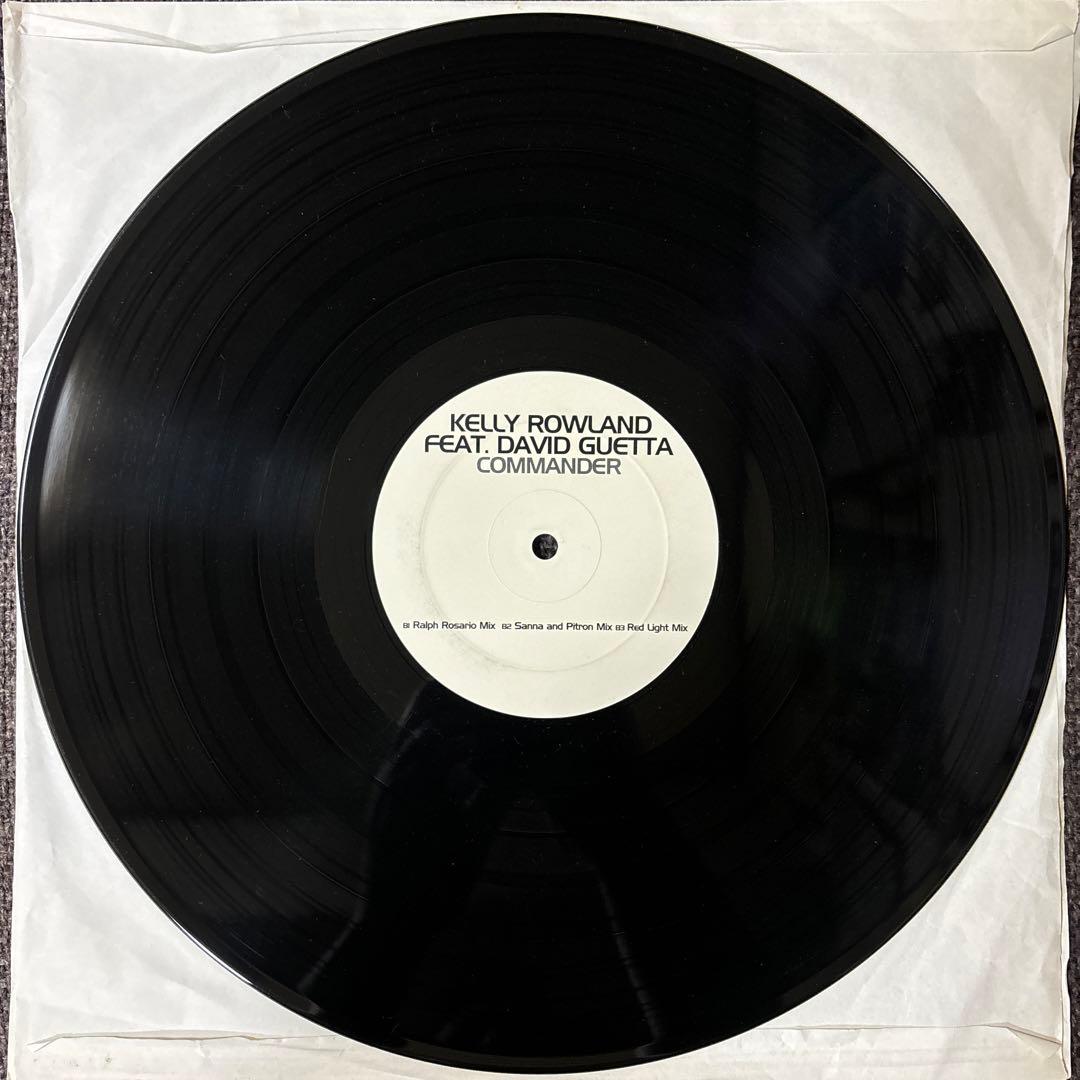 KELLY ROWLAND
FEAT. DAVID GUETTA
COMMANDER
B1 Ralph Rosario Mix B2 Sanna and Pitron Mix B3 Red Light Mix